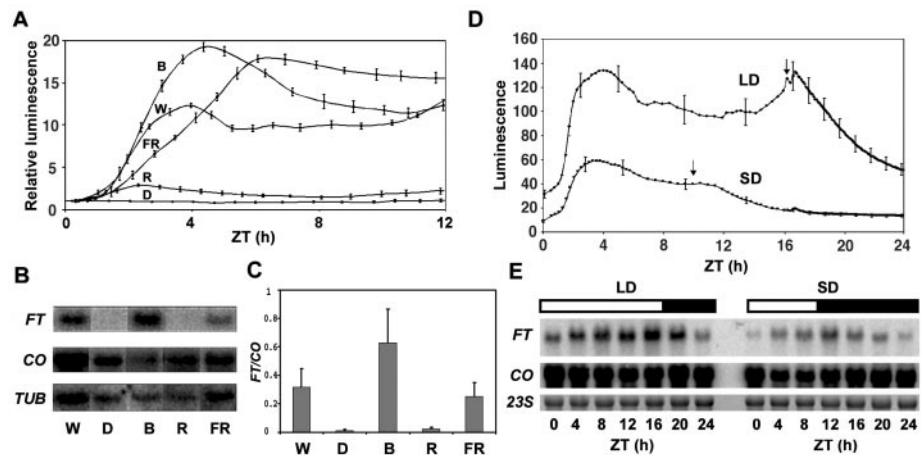 A
Relative luminescence
20
15
10
5
0
B
W
FR
R
D
0 4 8 12
ZT (h)
B
FT
CO
TUB
W D B R FR
C
FT/CO
1
0.8
0.6
0.4
0.2
0
W D B R FR
D
Luminescence
160
140
120
100
80
60
40
20
0
LD
SD
0 4 8 12 16 20 24
ZT (h)
E
LD SD
FT
CO
23S
0 4 8 12 16 20 24 0 4 8 12 16 20 24
ZT (h) ZT (h)